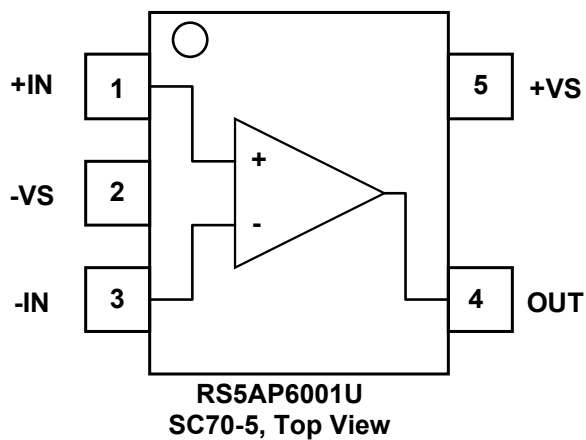 +IN 1 5 +VS
+
-VS 2
-
-IN 3 4 OUT
RS5AP6001U
SC70-5, Top View